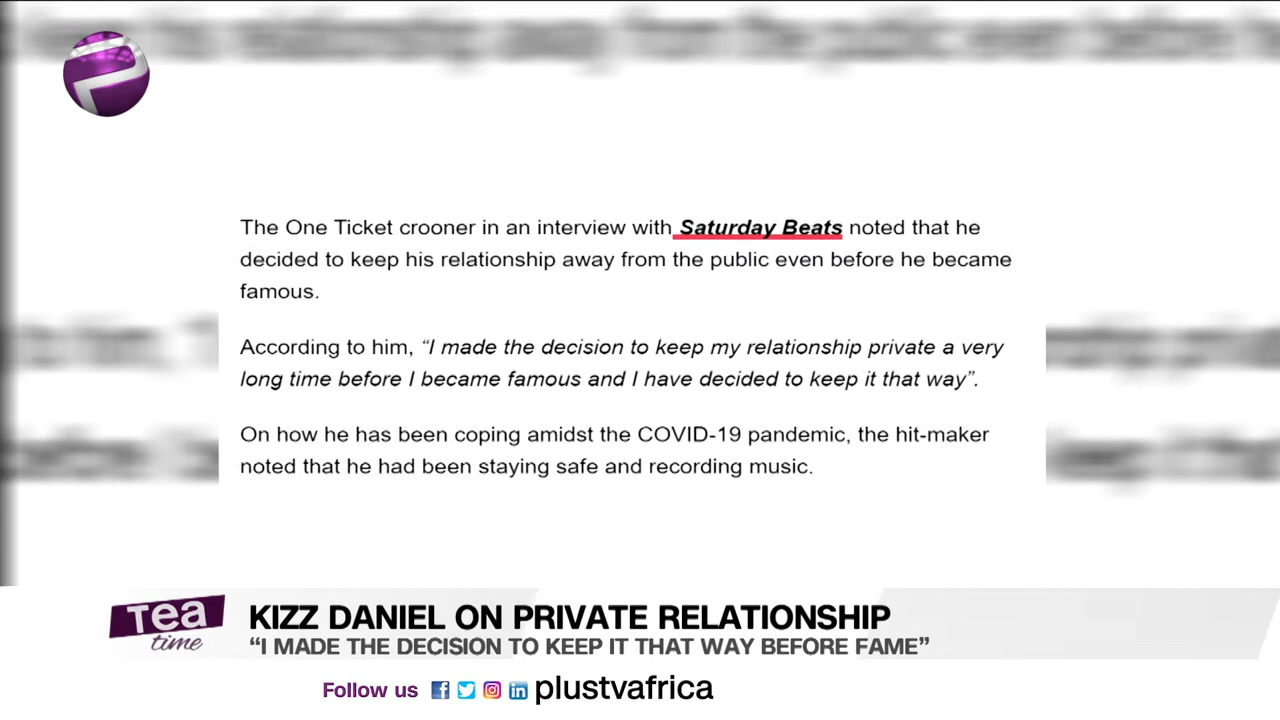 The One Ticket crooner in an interview with Saturday Beats noted that he
decided to keep his relationship away from the public even before he became
famous.
According to him, “I made the decision to keep my relationship private a very
long time before I became famous and I have decided to keep it that way”.
On how he has been coping amidst the COVID-19 pandemic, the hit-maker
noted that he had been staying safe and recording music.
Tea
time
KIZZ DANIEL ON PRIVATE RELATIONSHIP
“I MADE THE DECISION TO KEEP IT THAT WAY BEFORE FAME”
Follow us plustvafrica